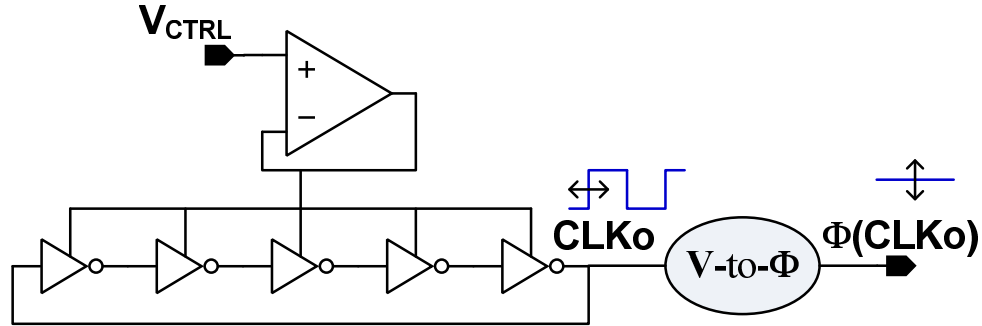 VCTRL
+
−
CLKo
V-to-Φ
Φ(CLKo)